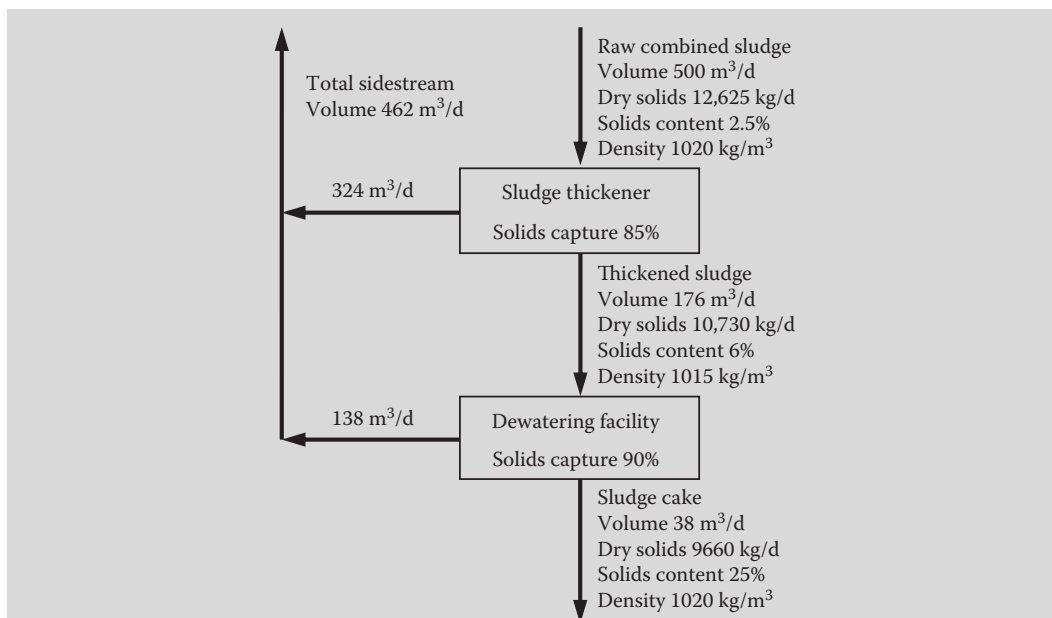 Total sidestream
Volume 462 m³/d
Raw combined sludge
Volume 500 m³/d
Dry solids 12,625 kg/d
Solids content 2.5%
Density 1020 kg/m³
324 m³/d
Sludge thickener
Solids capture 85%
Thickened sludge
Volume 176 m³/d
Dry solids 10,730 kg/d
Solids content 6%
Density 1015 kg/m³
138 m³/d
Dewatering facility
Solids capture 90%
Sludge cake
Volume 38 m³/d
Dry solids 9660 kg/d
Solids content 25%
Density 1020 kg/m³